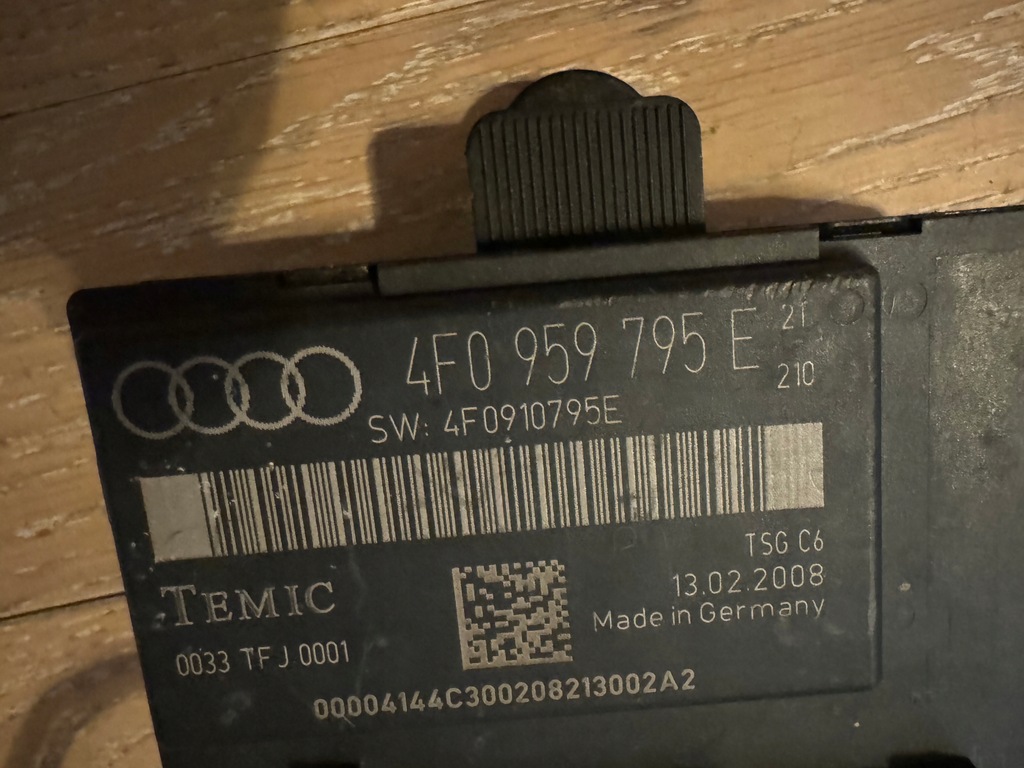 4F0 959 795 E
21
210
SW: 4F0910795E
TSG C6
13.02.2008
Made in Germany
TEMIC
0033 TFJ 0001
00004144C300208213002A2